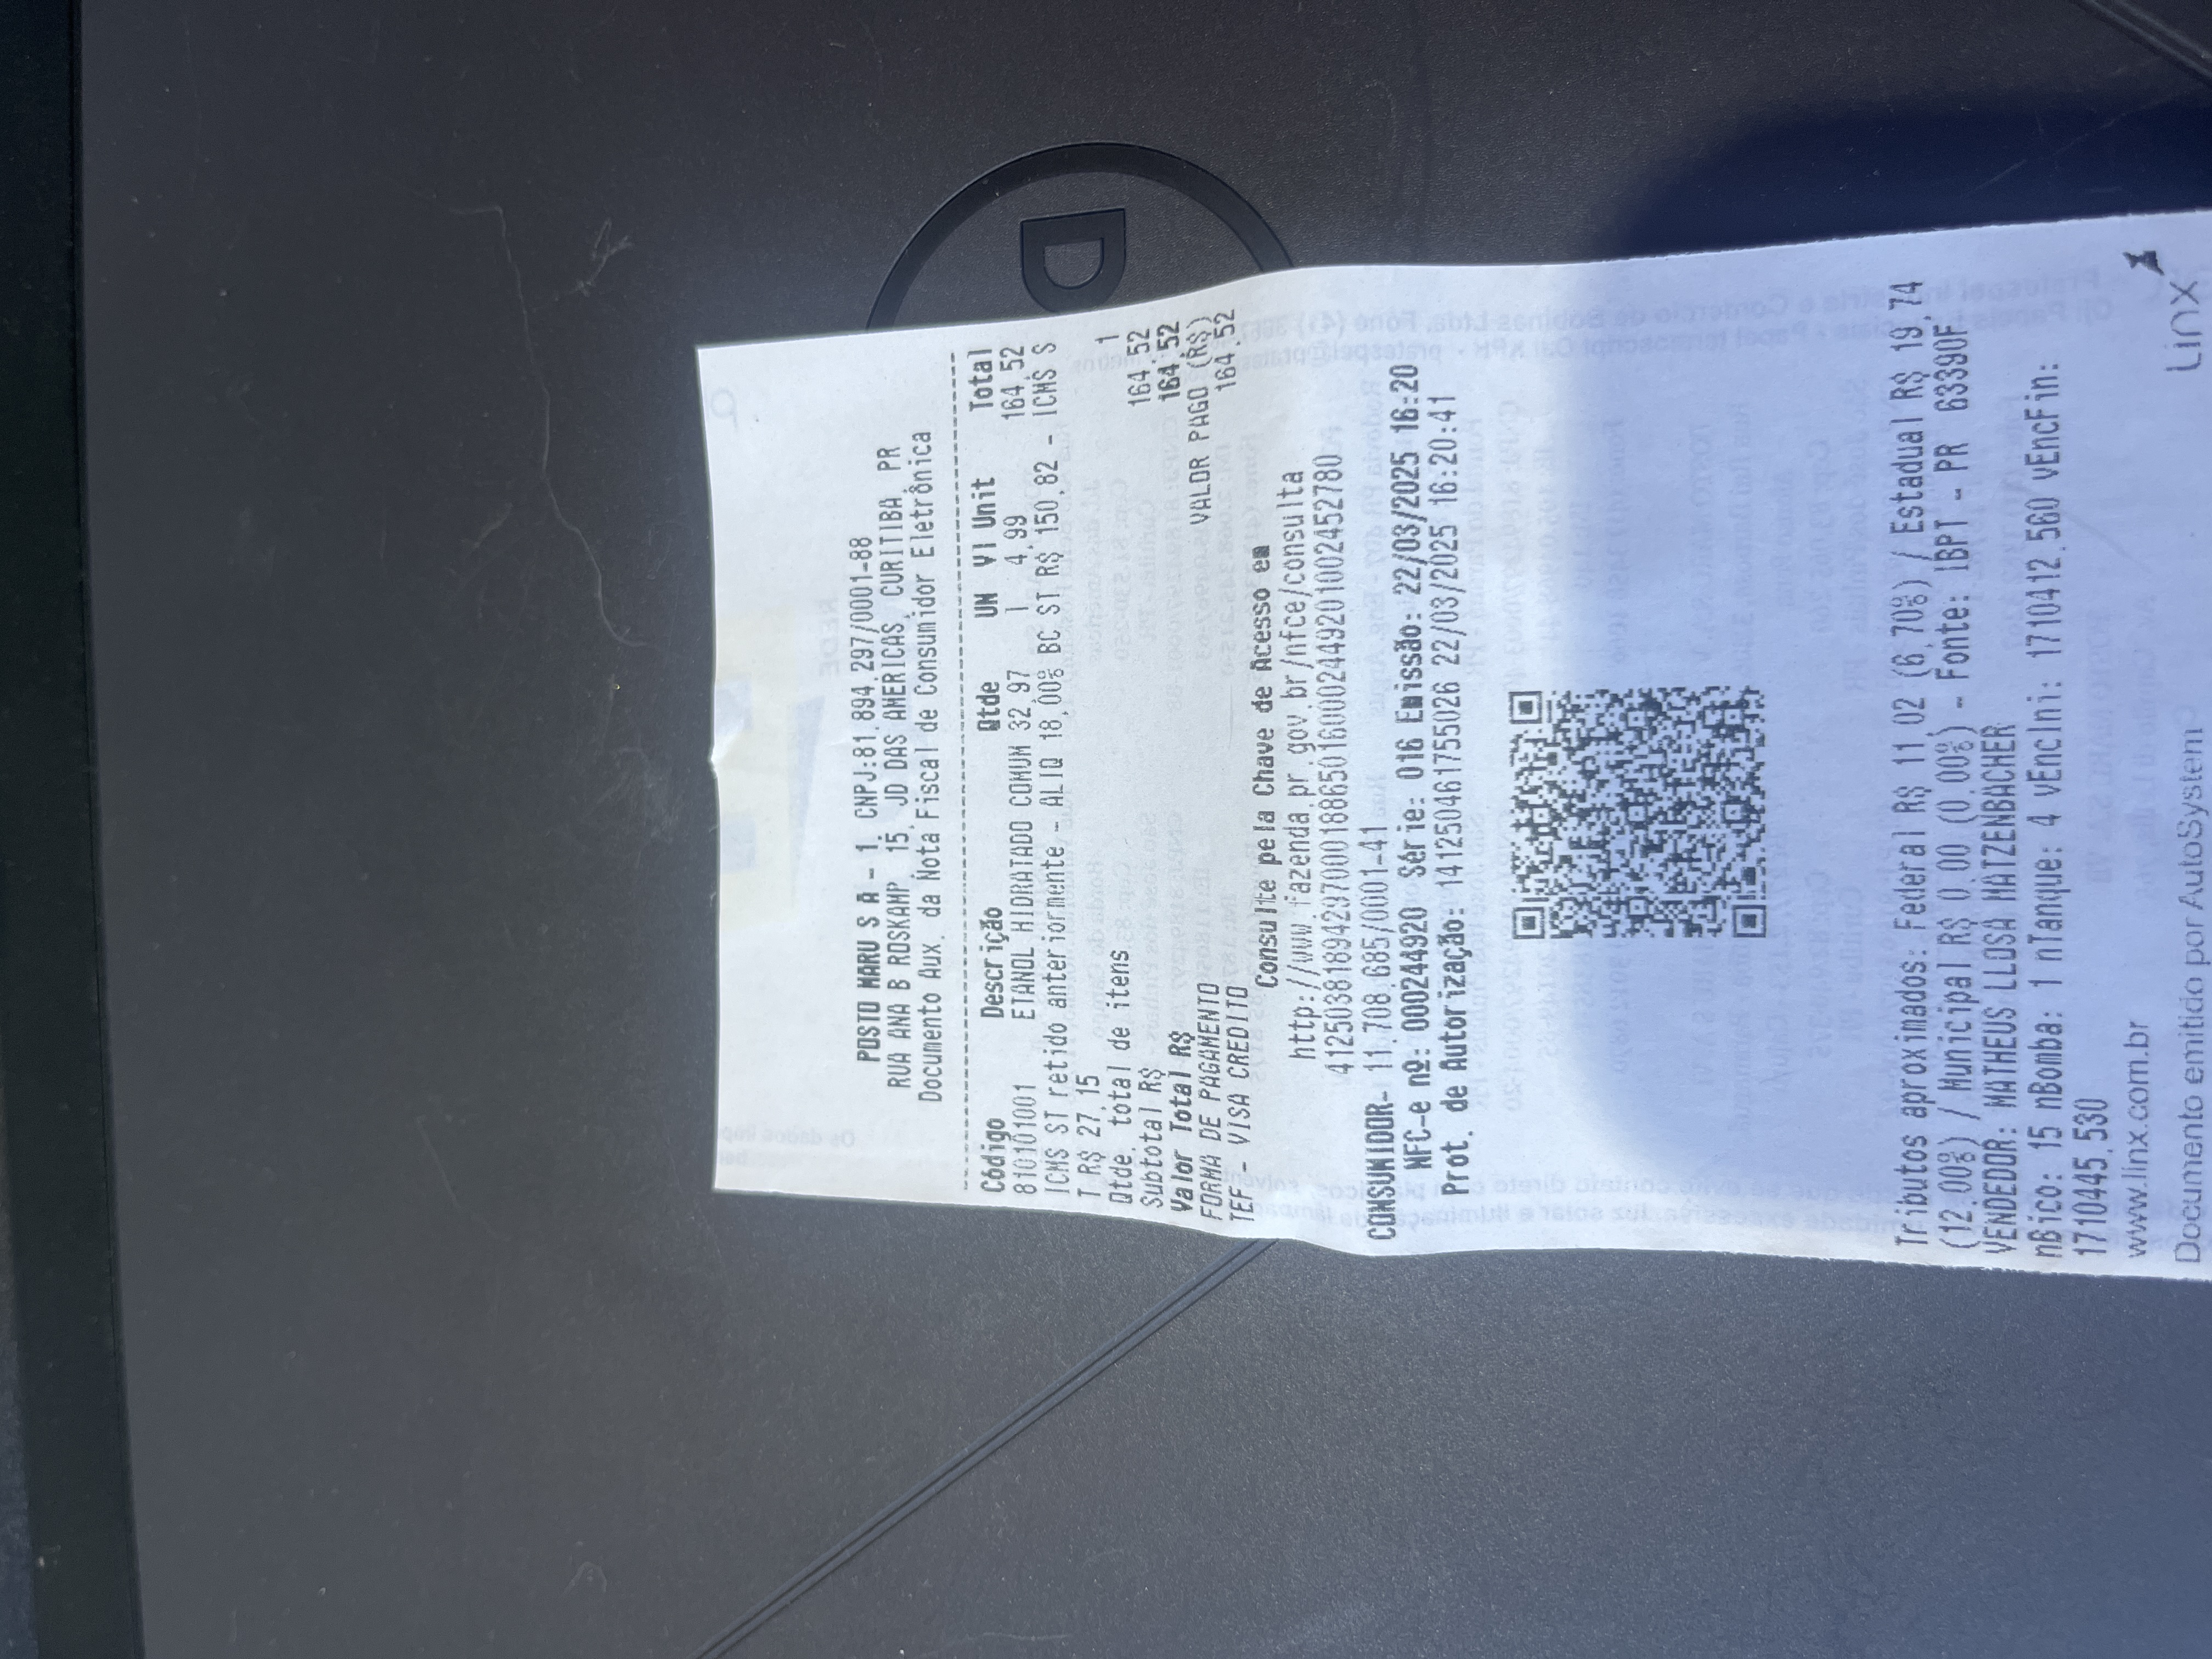 POSTO MARU S A - 1, CNPJ:81.894.297/0001-88
RUA ANA B ROSKAMP, 15, JD DAS AMERICAS, CURITIBA, PR
Documento Aux. da Nota Fiscal de Consumidor Eletrônica
Código Descrição Qtde UN Vl Unit Total
810101001 ETANOL HIDRATADO COMUM 32,97 l 4,99 164,52
ICMS ST retido anteriormente - ALIQ 18,00% BC ST R$ 150,82 - ICMS S
T R$ 27,15
Qtde. total de itens 1
Subtotal R$ 164,52
Valor Total R$ 164,52
FORMA DE PAGAMENTO VALOR PAGO (R$)
TEF - VISA CREDITO 164,52
Consulte pela Chave de Acesso em
http://www.fazenda.pr.gov.br/nfce/consulta
41250381894297000188650160002449201002452780
CONSUMIDOR- 11.708.685/0001-41
NFC-e nº: 000244920 Série: 016 Emissão: 22/03/2025 16:20
Prot. de Autorização: 141250461755026 22/03/2025 16:20:41
Tributos aproximados: Federal R$ 11,02 (6,70%) / Estadual R$ 19,74
(12,00%) / Municipal R$ 0,00 (0,00%) - Fonte: IBPT - PR 63390F
VENDEDOR: MATHEUS LLOSA MATZENBACHER
nBico: 15 nBomba: 1 nTanque: 4 vEncIni: 1710412.560 vEncFin:
1710445.530
www.linx.com.br
Documento emitido por AutoSystem
Linx
D